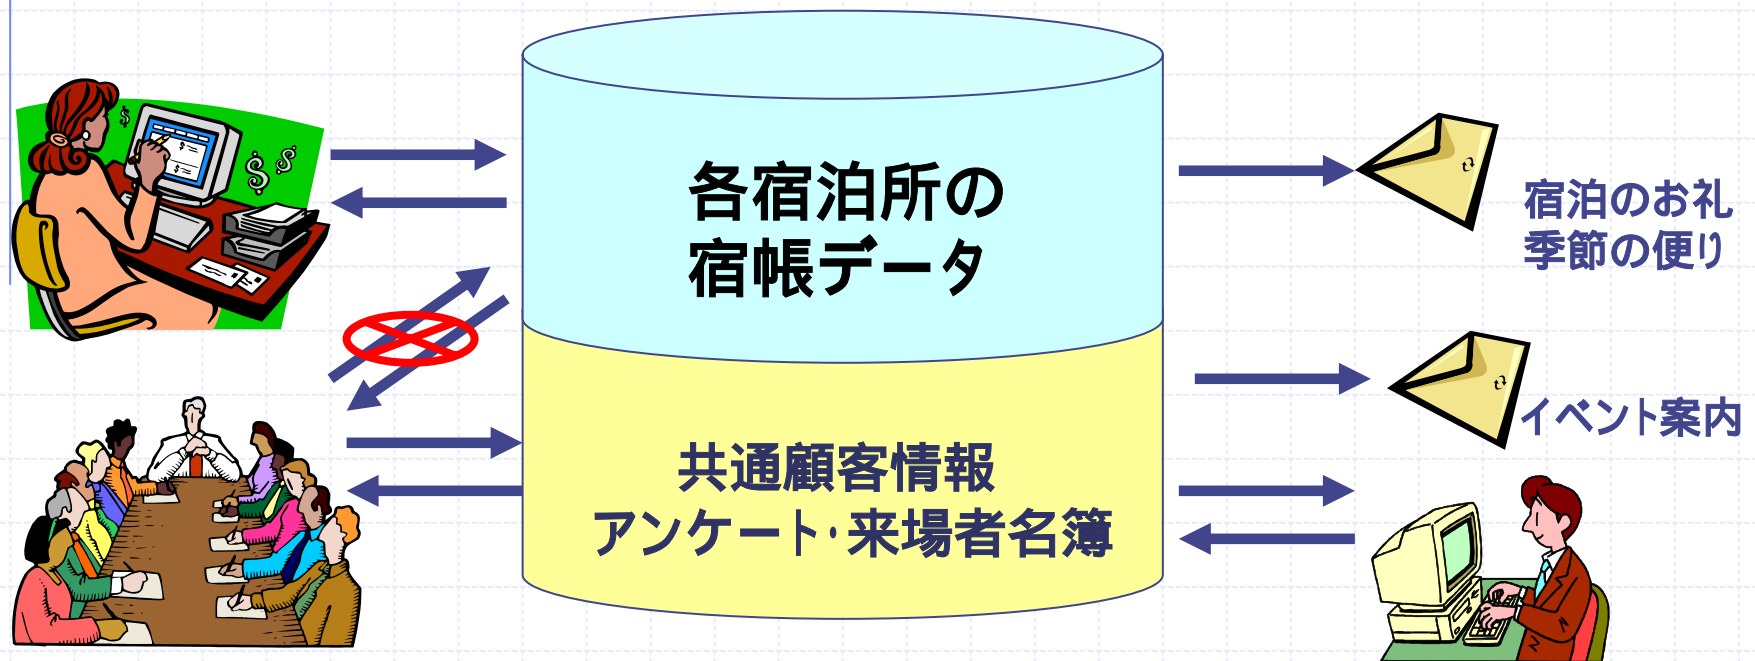 各宿泊所の
宿帳データ
共通顧客情報
アンケート･来場者名簿
宿泊のお礼
季節の便り
イベント案内